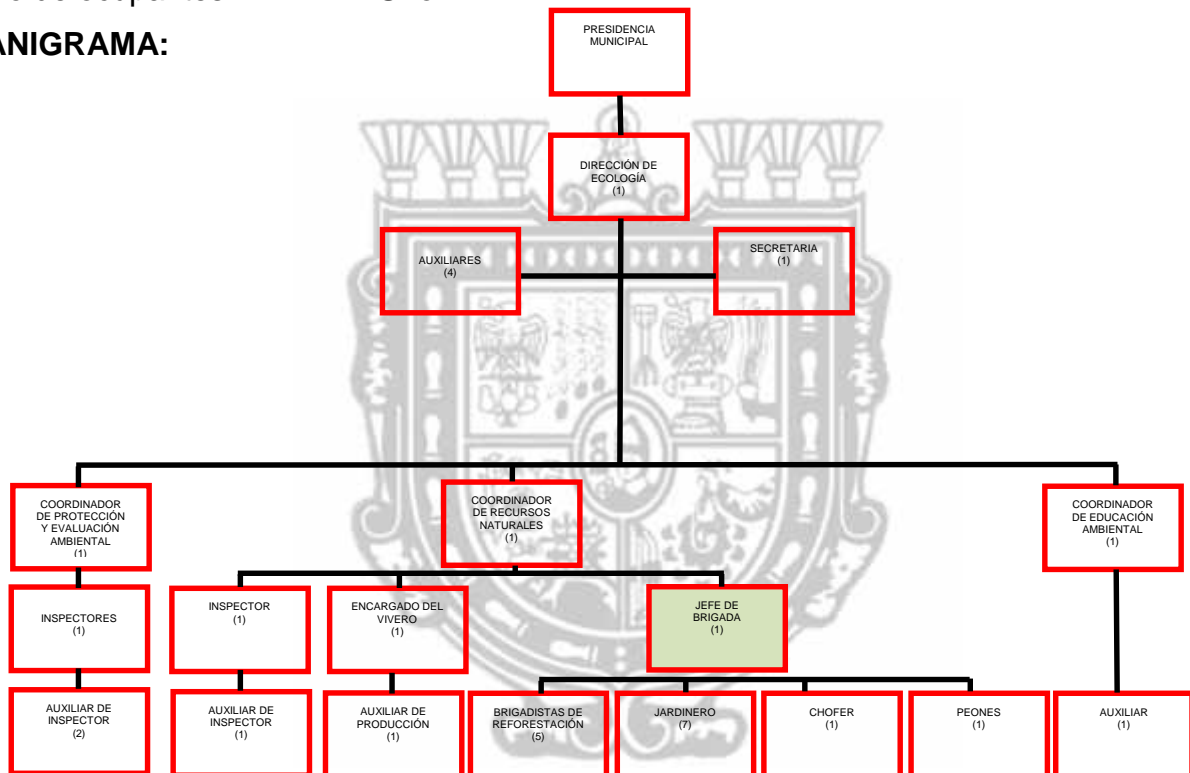 ANIGRAMA:
PRESIDENCIA
MUNICIPAL
DIRECCIÓN DE
ECOLOGÍA
(1)
AUXILIARES
(4)
SECRETARIA
(1)
COORDINADOR
DE PROTECCIÓN
Y EVALUACIÓN
AMBIENTAL
(1)
COORDINADOR
DE RECURSOS
NATURALES
(1)
COORDINADOR
DE EDUCACIÓN
AMBIENTAL
(1)
INSPECTORES
(1)
INSPECTOR
(1)
ENCARGADO DEL
VIVERO
(1)
JEFE DE
BRIGADA
(1)
AUXILIAR DE
INSPECTOR
(2)
AUXILIAR DE
INSPECTOR
(1)
AUXILIAR DE
PRODUCCIÓN
(1)
BRIGADISTAS DE
REFORESTACIÓN
(5)
JARDINERO
(7)
CHOFER
(1)
PEONES
(1)
AUXILIAR
(1)